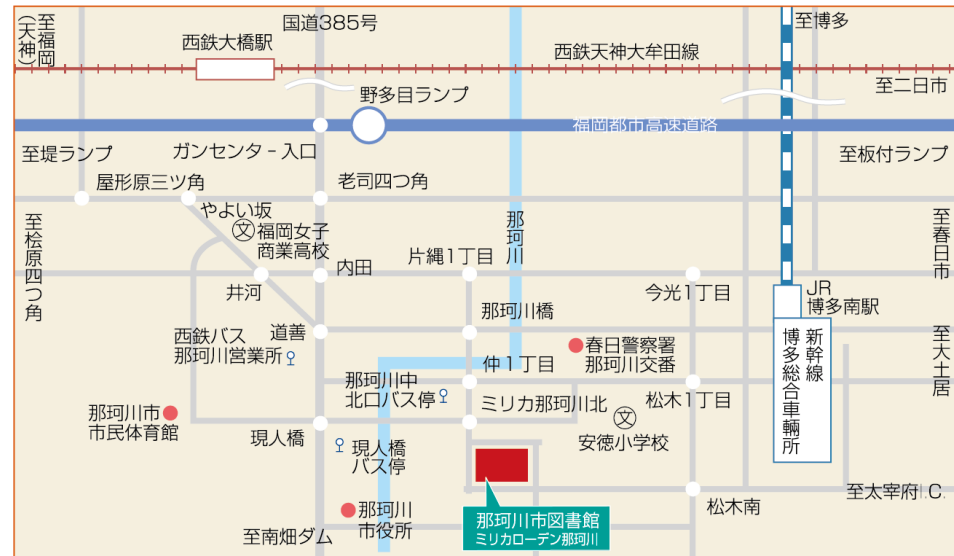 至福岡
(天神)
国道385号
至博多
西鉄大橋駅
西鉄天神大牟田線
至二日市
野多目ランプ
福岡都市高速道路
ガンセンタ-入口
至堤ランプ
至板付ランプ
屋形原三ツ角
老司四つ角
やよい坂
文
福岡女子
商業高校
那珂川
至桧原四つ角
至春日市
片縄1丁目
内田
井河
今光1丁目
JR
博多南駅
那珂川橋
道善
西鉄バス
那珂川営業所
新幹線
博多総合車輛所
至大土居
春日警察署
那珂川交番
仲1丁目
那珂川中
北口バス停
松木1丁目
ミリカ那珂川北
文
安徳小学校
那珂川市
市民体育館
現人橋
現人橋
バス停
至太宰府I.C.
松木南
那珂川
市役所
那珂川市図書館
ミリカローデン那珂川
至南畑ダム